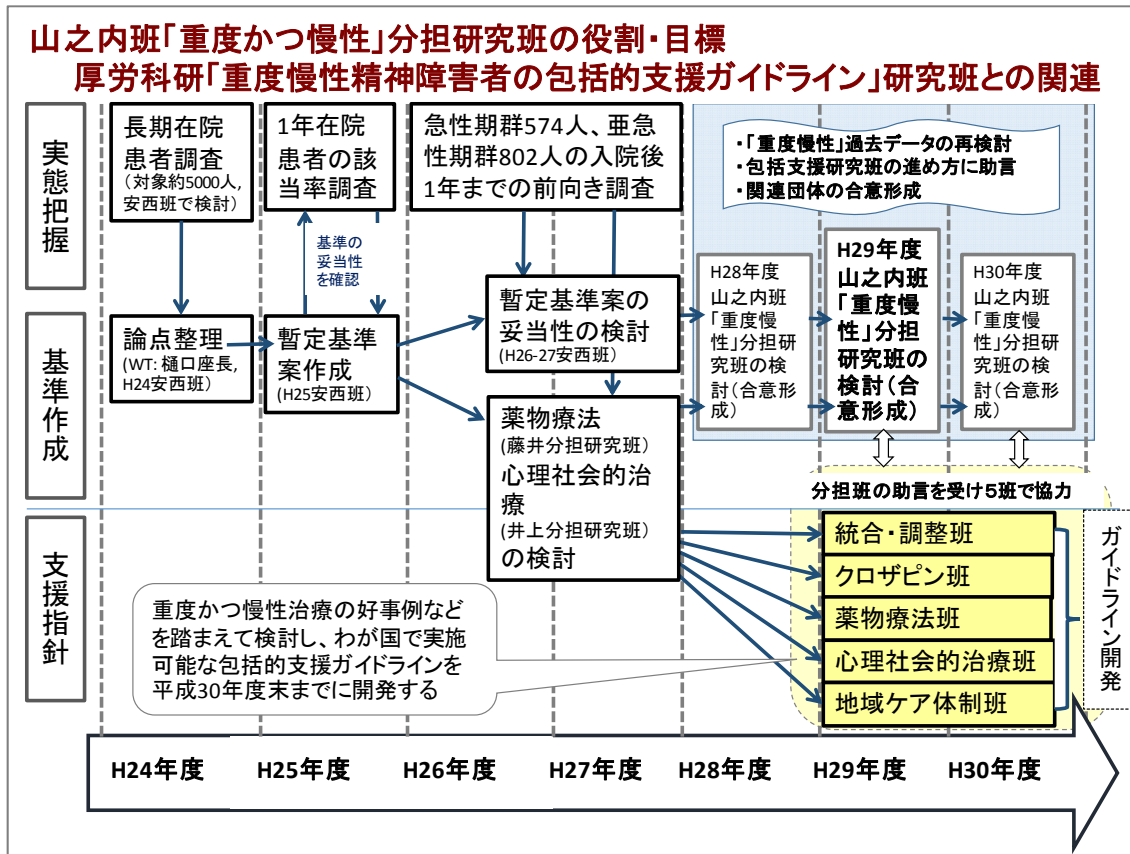 山之内班「重度かつ慢性」分担研究班の役割・目標
厚労科研「重度慢性精神障害者の包括的支援ガイドライン」研究班との関連
実態把握
長期在院
患者調査
（対象約5000人,
安西班で検討）
1年在院
患者の該
当率調査
急性期群574人、亜急
性期群802人の入院後
1年までの前向き調査
・「重度慢性」過去データの再検討
・包括支援研究班の進め方に助言
・関連団体の合意形成
基準の
妥当性
を確認
基準作成
論点整理
(WT: 樋口座長,
H24安西班)
暫定基準
案作成
(H25安西班)
暫定基準案の
妥当性の検討
(H26-27安西班)
H28年度
山之内班
「重度慢
性」分担研
究班の検
討（合意形
成）
H29年度
山之内班
「重度慢
性」分担
研究班の
検討（合
意形成）
H30年度
山之内班
「重度慢
性」分担研
究班の検
討（合意形
成）
薬物療法
(藤井分担研究班)
心理社会的治
療
(井上分担研究班)
の検討
分担班の助言を受け5班で協力
支援指針
統合・調整班
クロザピン班
薬物療法班
心理社会的治療班
地域ケア体制班
ガイドライン開発
重度かつ慢性治療の好事例など
を踏まえて検討し、わが国で実施
可能な包括的支援ガイドラインを
平成30年度末までに開発する
H24年度
H25年度
H26年度
H27年度
H28年度
H29年度
H30年度